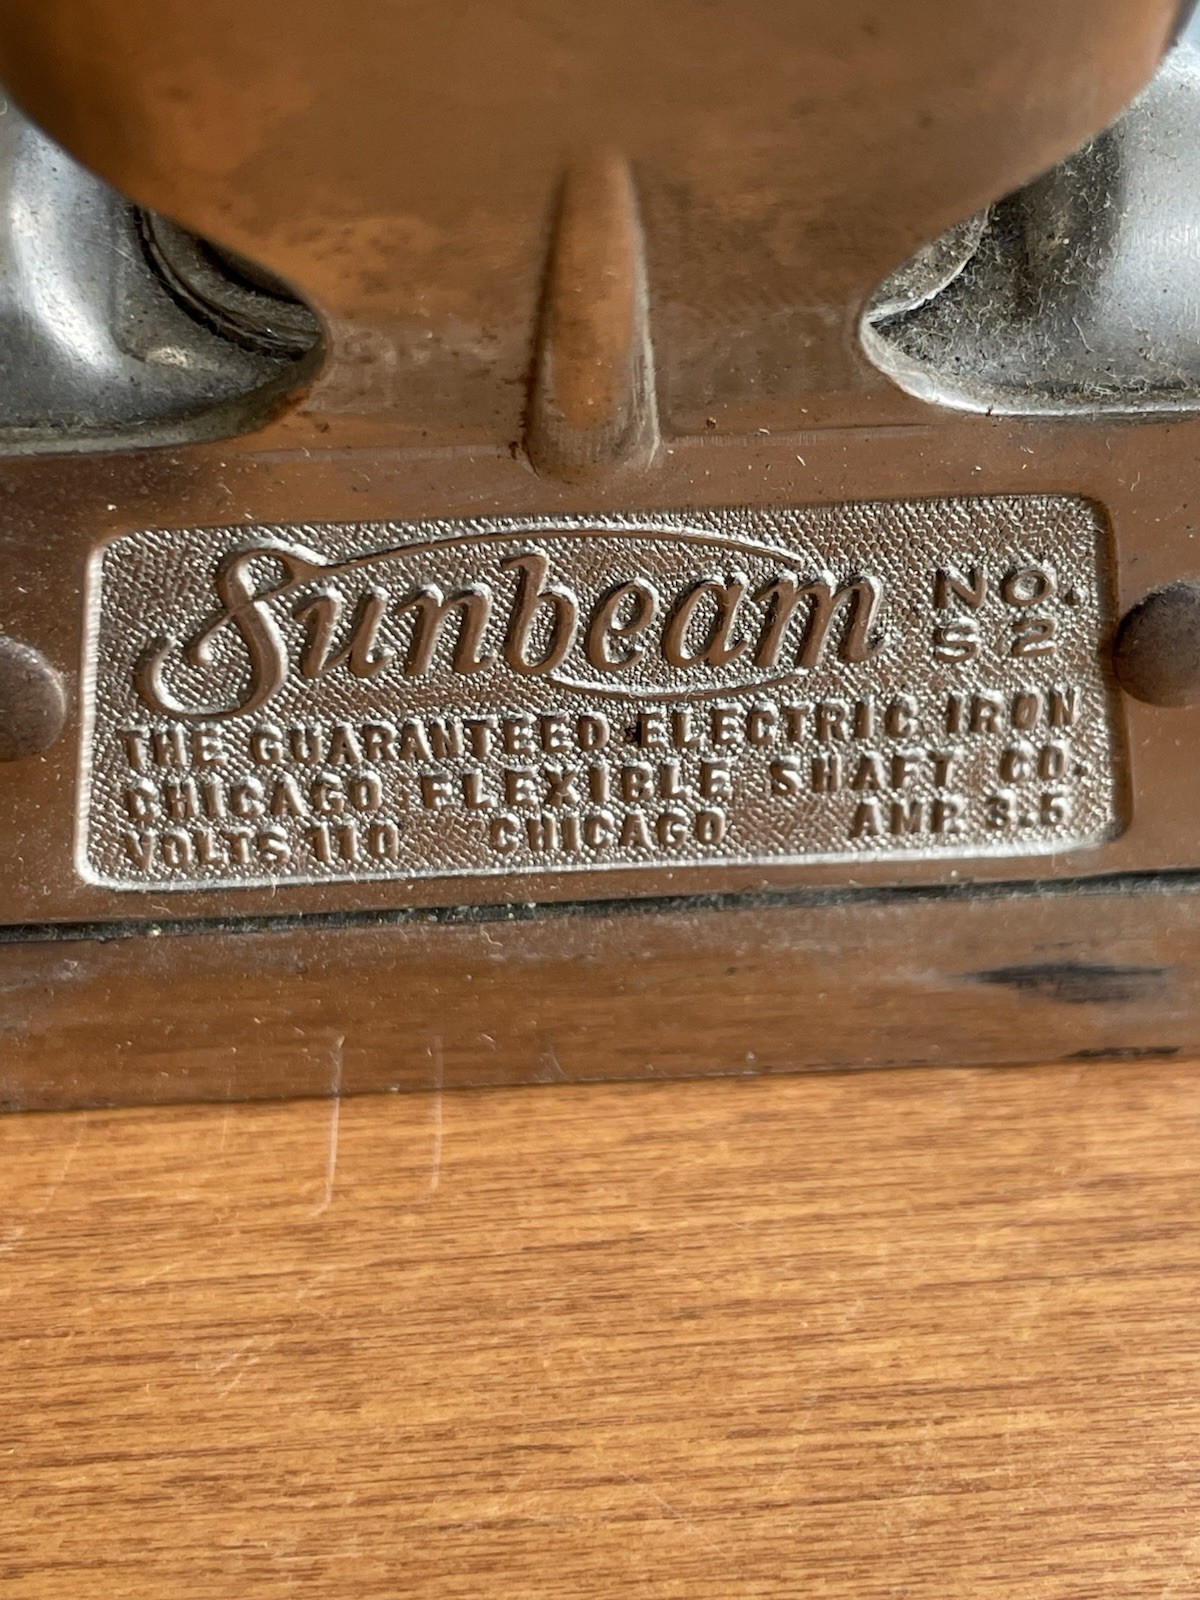 Sunbeam NO. S2
THE GUARANTEED ELECTRIC IRON
CHICAGO FLEXIBLE SHAFT CO.
VOLTS 110 CHICAGO AMP. 3.5